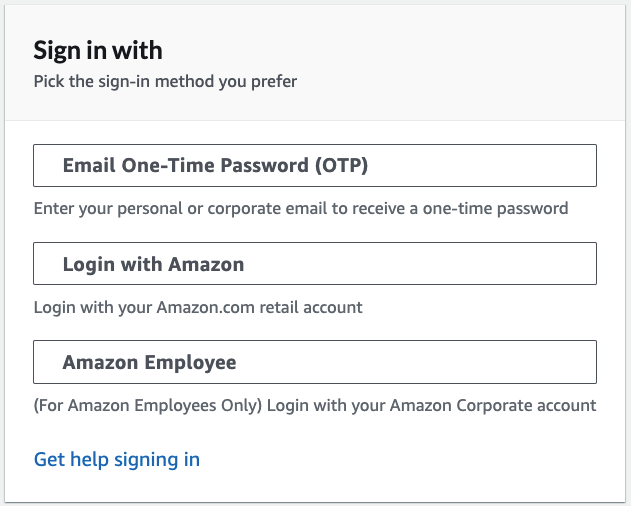 Sign in with
Pick the sign-in method you prefer
Email One-Time Password (OTP)
Enter your personal or corporate email to receive a one-time password
Login with Amazon
Login with your Amazon.com retail account
Amazon Employee
(For Amazon Employees Only) Login with your Amazon Corporate account
Get help signing in